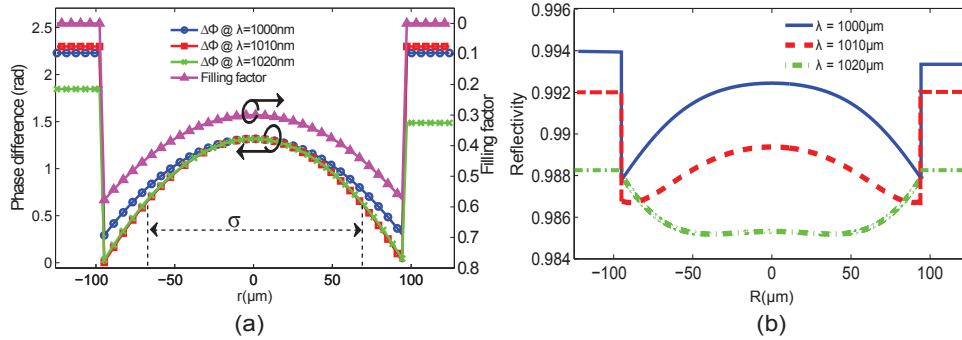 2.5
2
1.5
1
0.5
0
Phase difference (rad)
ΔΦ @ λ=1000nm
ΔΦ @ λ=1010nm
ΔΦ @ λ=1020nm
Filling factor
σ
0
0.1
0.2
0.3
0.4
0.5
0.6
0.7
0.8
Filling factor
−100 −50 0 50 100
r(μm)
(a)
0.996
0.994
0.992
0.99
0.988
0.986
0.984
Reflectivity
λ = 1000μm
λ = 1010μm
λ = 1020μm
−100 −50 0 50 100
R(μm)
(b)